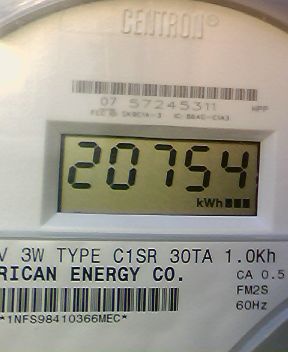 CENTRON®
07 57245311 WPP
20754
kWh
V 3W TYPE C1SR 30TA 1.0Kh
RICAN ENERGY CO. CA 0.5
FM2S
60Hz
*1NFS98410366MEC*